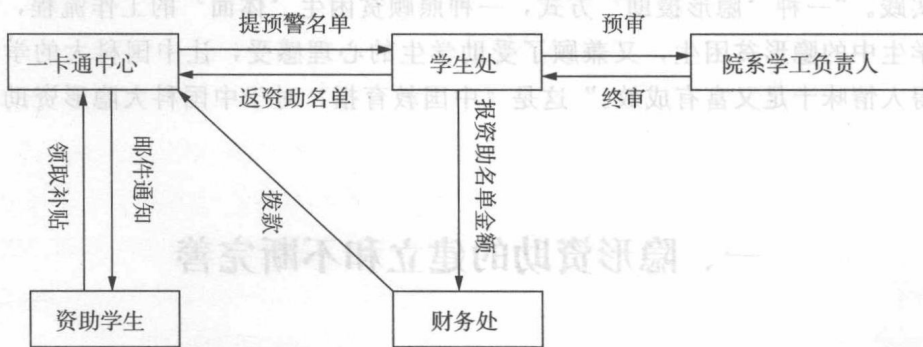 提预警名单
预审
一卡通中心
学生处
院系学工负责人
返资助名单
终审
领取补贴
邮件通知
拨款
报资助名单金额
一、隐形资助的建立和不断完善
资助学生
财务处